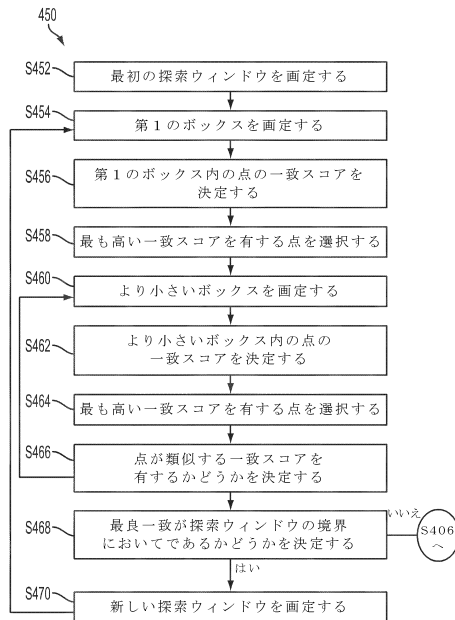 450
S452
最初の探索ウィンドウを画定する
S454
第1のボックスを画定する
S456
第1のボックス内の点の一致スコアを
決定する
S458
最も高い一致スコアを有する点を選択する
S460
より小さいボックスを画定する
S462
より小さいボックス内の点の
一致スコアを決定する
S464
最も高い一致スコアを有する点を選択する
S466
点が類似する一致スコアを
有するかどうかを決定する
S468
最良一致が探索ウィンドウの境界
においてであるかどうかを決定する
いいえ
S406
へ
はい
S470
新しい探索ウィンドウを画定する